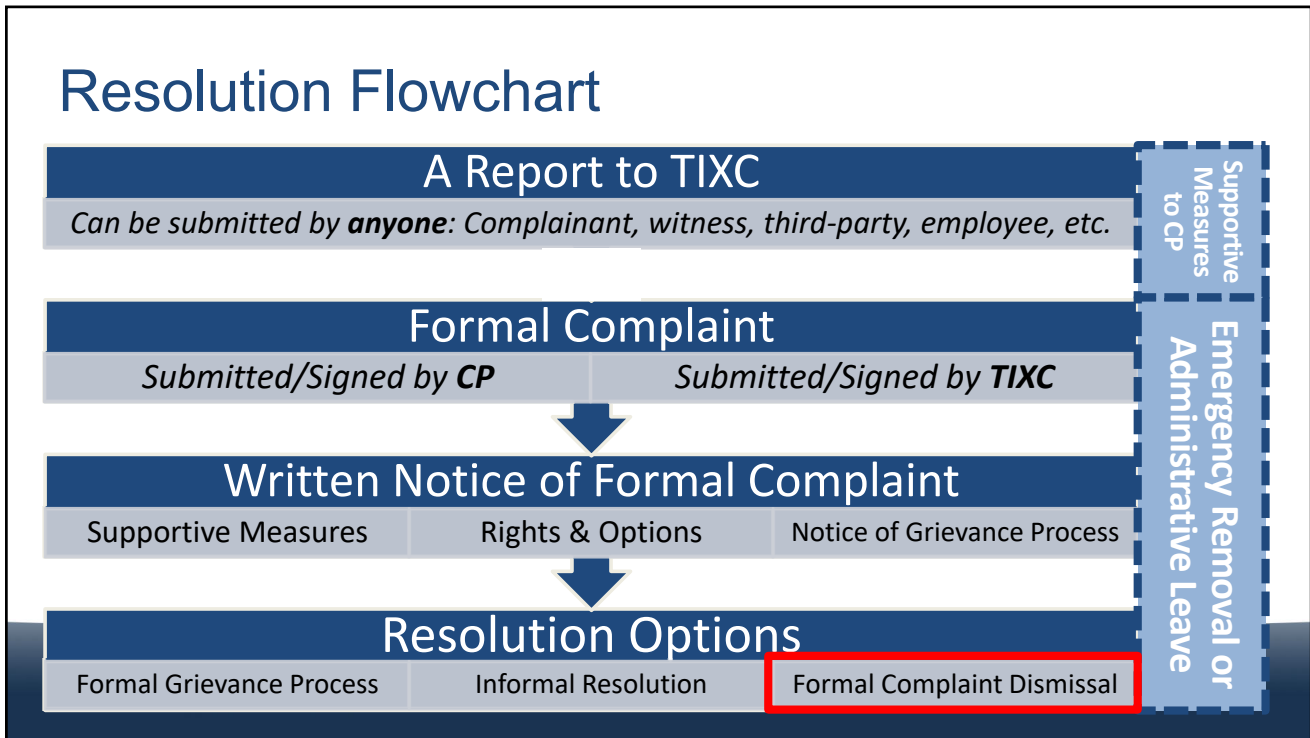 Resolution Flowchart
A Report to TIXC
Can be submitted by anyone: Complainant, witness, third-party, employee, etc.
Supportive
Measures
to CP
Formal Complaint
Submitted/Signed by CP
Submitted/Signed by TIXC
Written Notice of Formal Complaint
Supportive Measures
Rights & Options
Notice of Grievance Process
Resolution Options
Formal Grievance Process
Informal Resolution
Formal Complaint Dismissal
Emergency Removal or
Administrative Leave